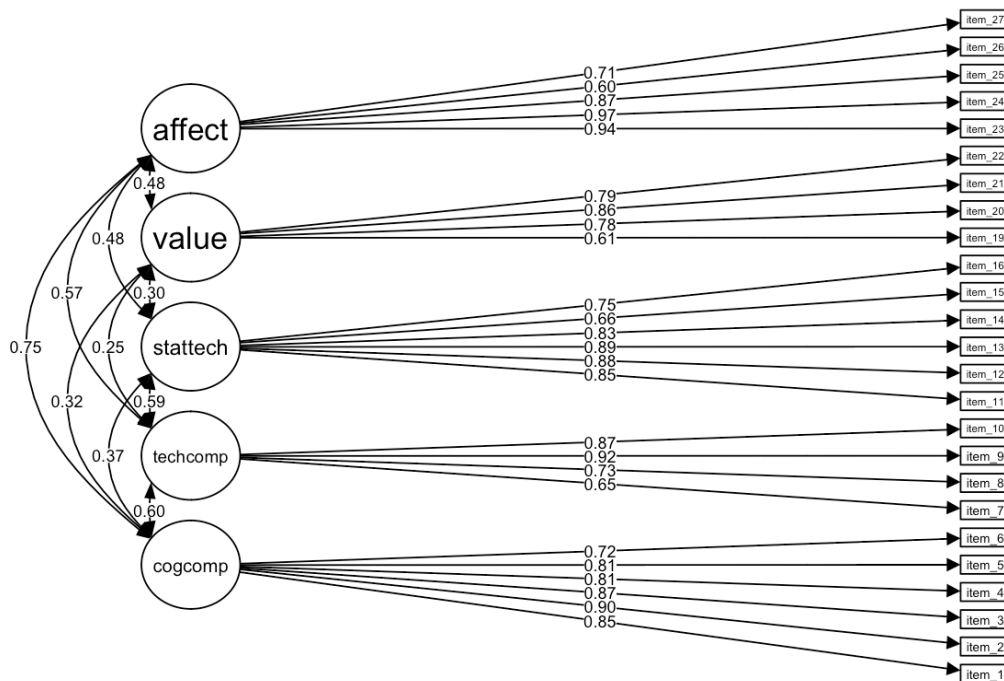 item_27
item_26
0.71
0.60
item_25
0.87
item_24
0.97
affect
0.94
item_23
item_22
0.48
0.79
item_21
0.86
item_20
0.78
0.48
value
0.61
item_19
item_16
0.57
0.30
0.75
item_15
0.66
item_14
0.83
0.75
0.25
stattech
0.89
item_13
0.88
item_12
0.85
0.32
0.59
item_11
item_10
0.87
0.37
techcomp
0.92
item_9
0.73
item_8
0.65
0.60
item_7
item_6
0.72
cogcomp
0.81
item_5
0.81
item_4
0.87
0.90
item_3
0.85
item_2
item_1